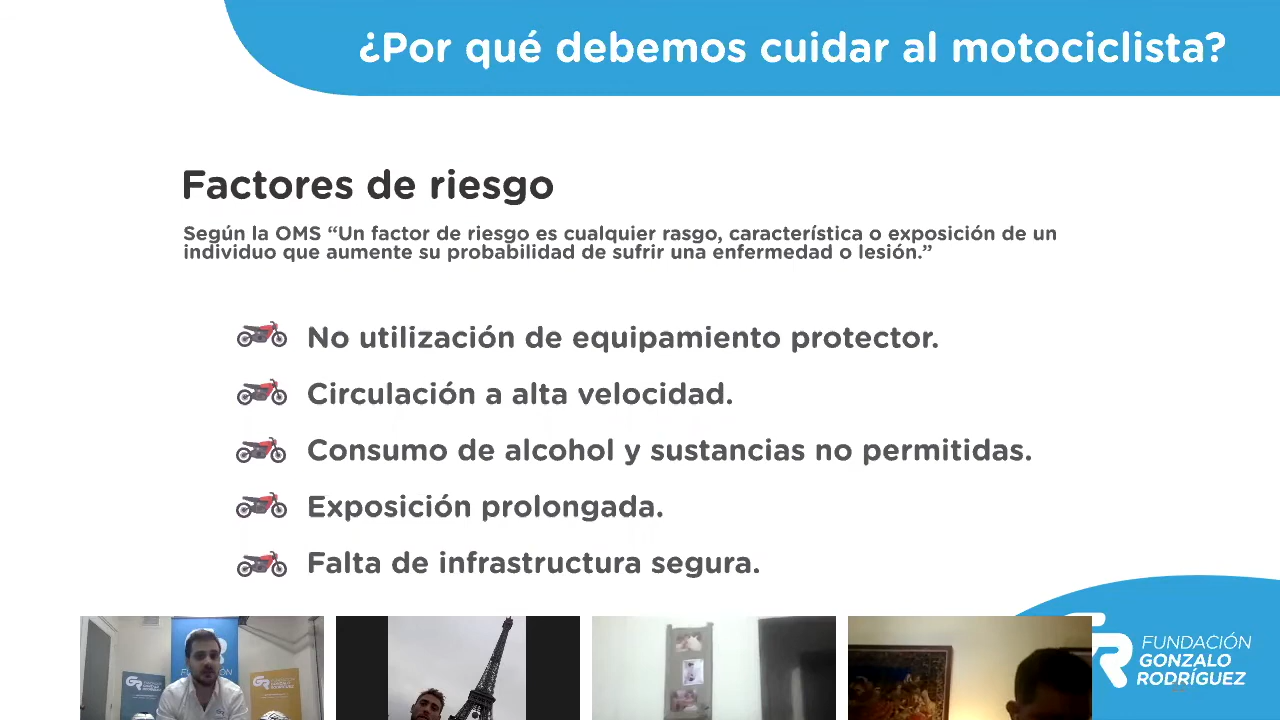 ¿Por qué debemos cuidar al motociclista?
Factores de riesgo
Según la OMS “Un factor de riesgo es cualquier rasgo, característica o exposición de un
individuo que aumente su probabilidad de sufrir una enfermedad o lesión.”
No utilización de equipamiento protector.
Circulación a alta velocidad.
Consumo de alcohol y sustancias no permitidas.
Exposición prolongada.
Falta de infrastructura segura.
FUNDACIÓN
GONZALO
RODRÍGUEZ